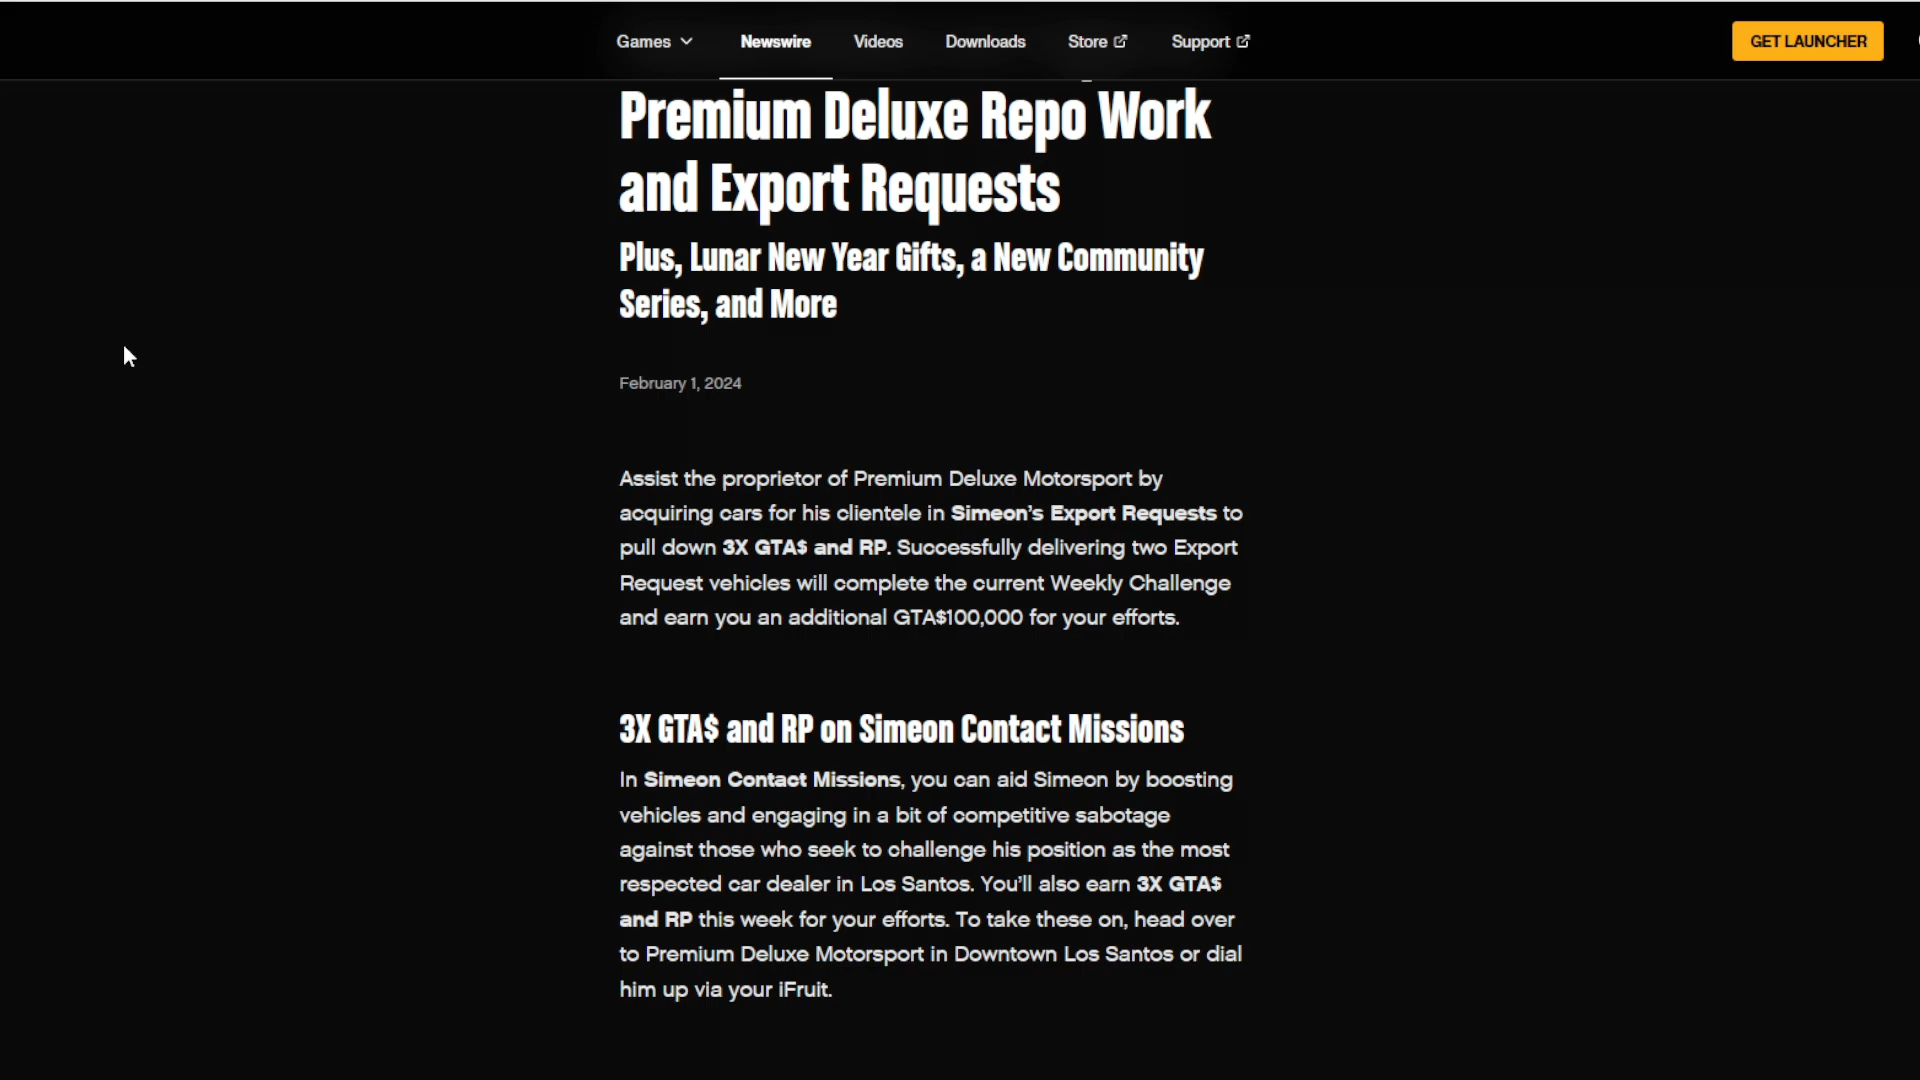 Games
Newswire
Videos
Downloads
Store
Support
GET LAUNCHER
Premium Deluxe Repo Work
and Export Requests
Plus, Lunar New Year Gifts, a New Community
Series, and More
February 1, 2024
Assist the proprietor of Premium Deluxe Motorsport by
acquiring cars for his clientele in Simeon’s Export Requests to
pull down 3X GTA$ and RP. Successfully delivering two Export
Request vehicles will complete the current Weekly Challenge
and earn you an additional GTA$100,000 for your efforts.
3X GTA$ and RP on Simeon Contact Missions
In Simeon Contact Missions, you can aid Simeon by boosting
vehicles and engaging in a bit of competitive sabotage
against those who seek to challenge his position as the most
respected car dealer in Los Santos. You’ll also earn 3X GTA$
and RP this week for your efforts. To take these on, head over
to Premium Deluxe Motorsport in Downtown Los Santos or dial
him up via your iFruit.